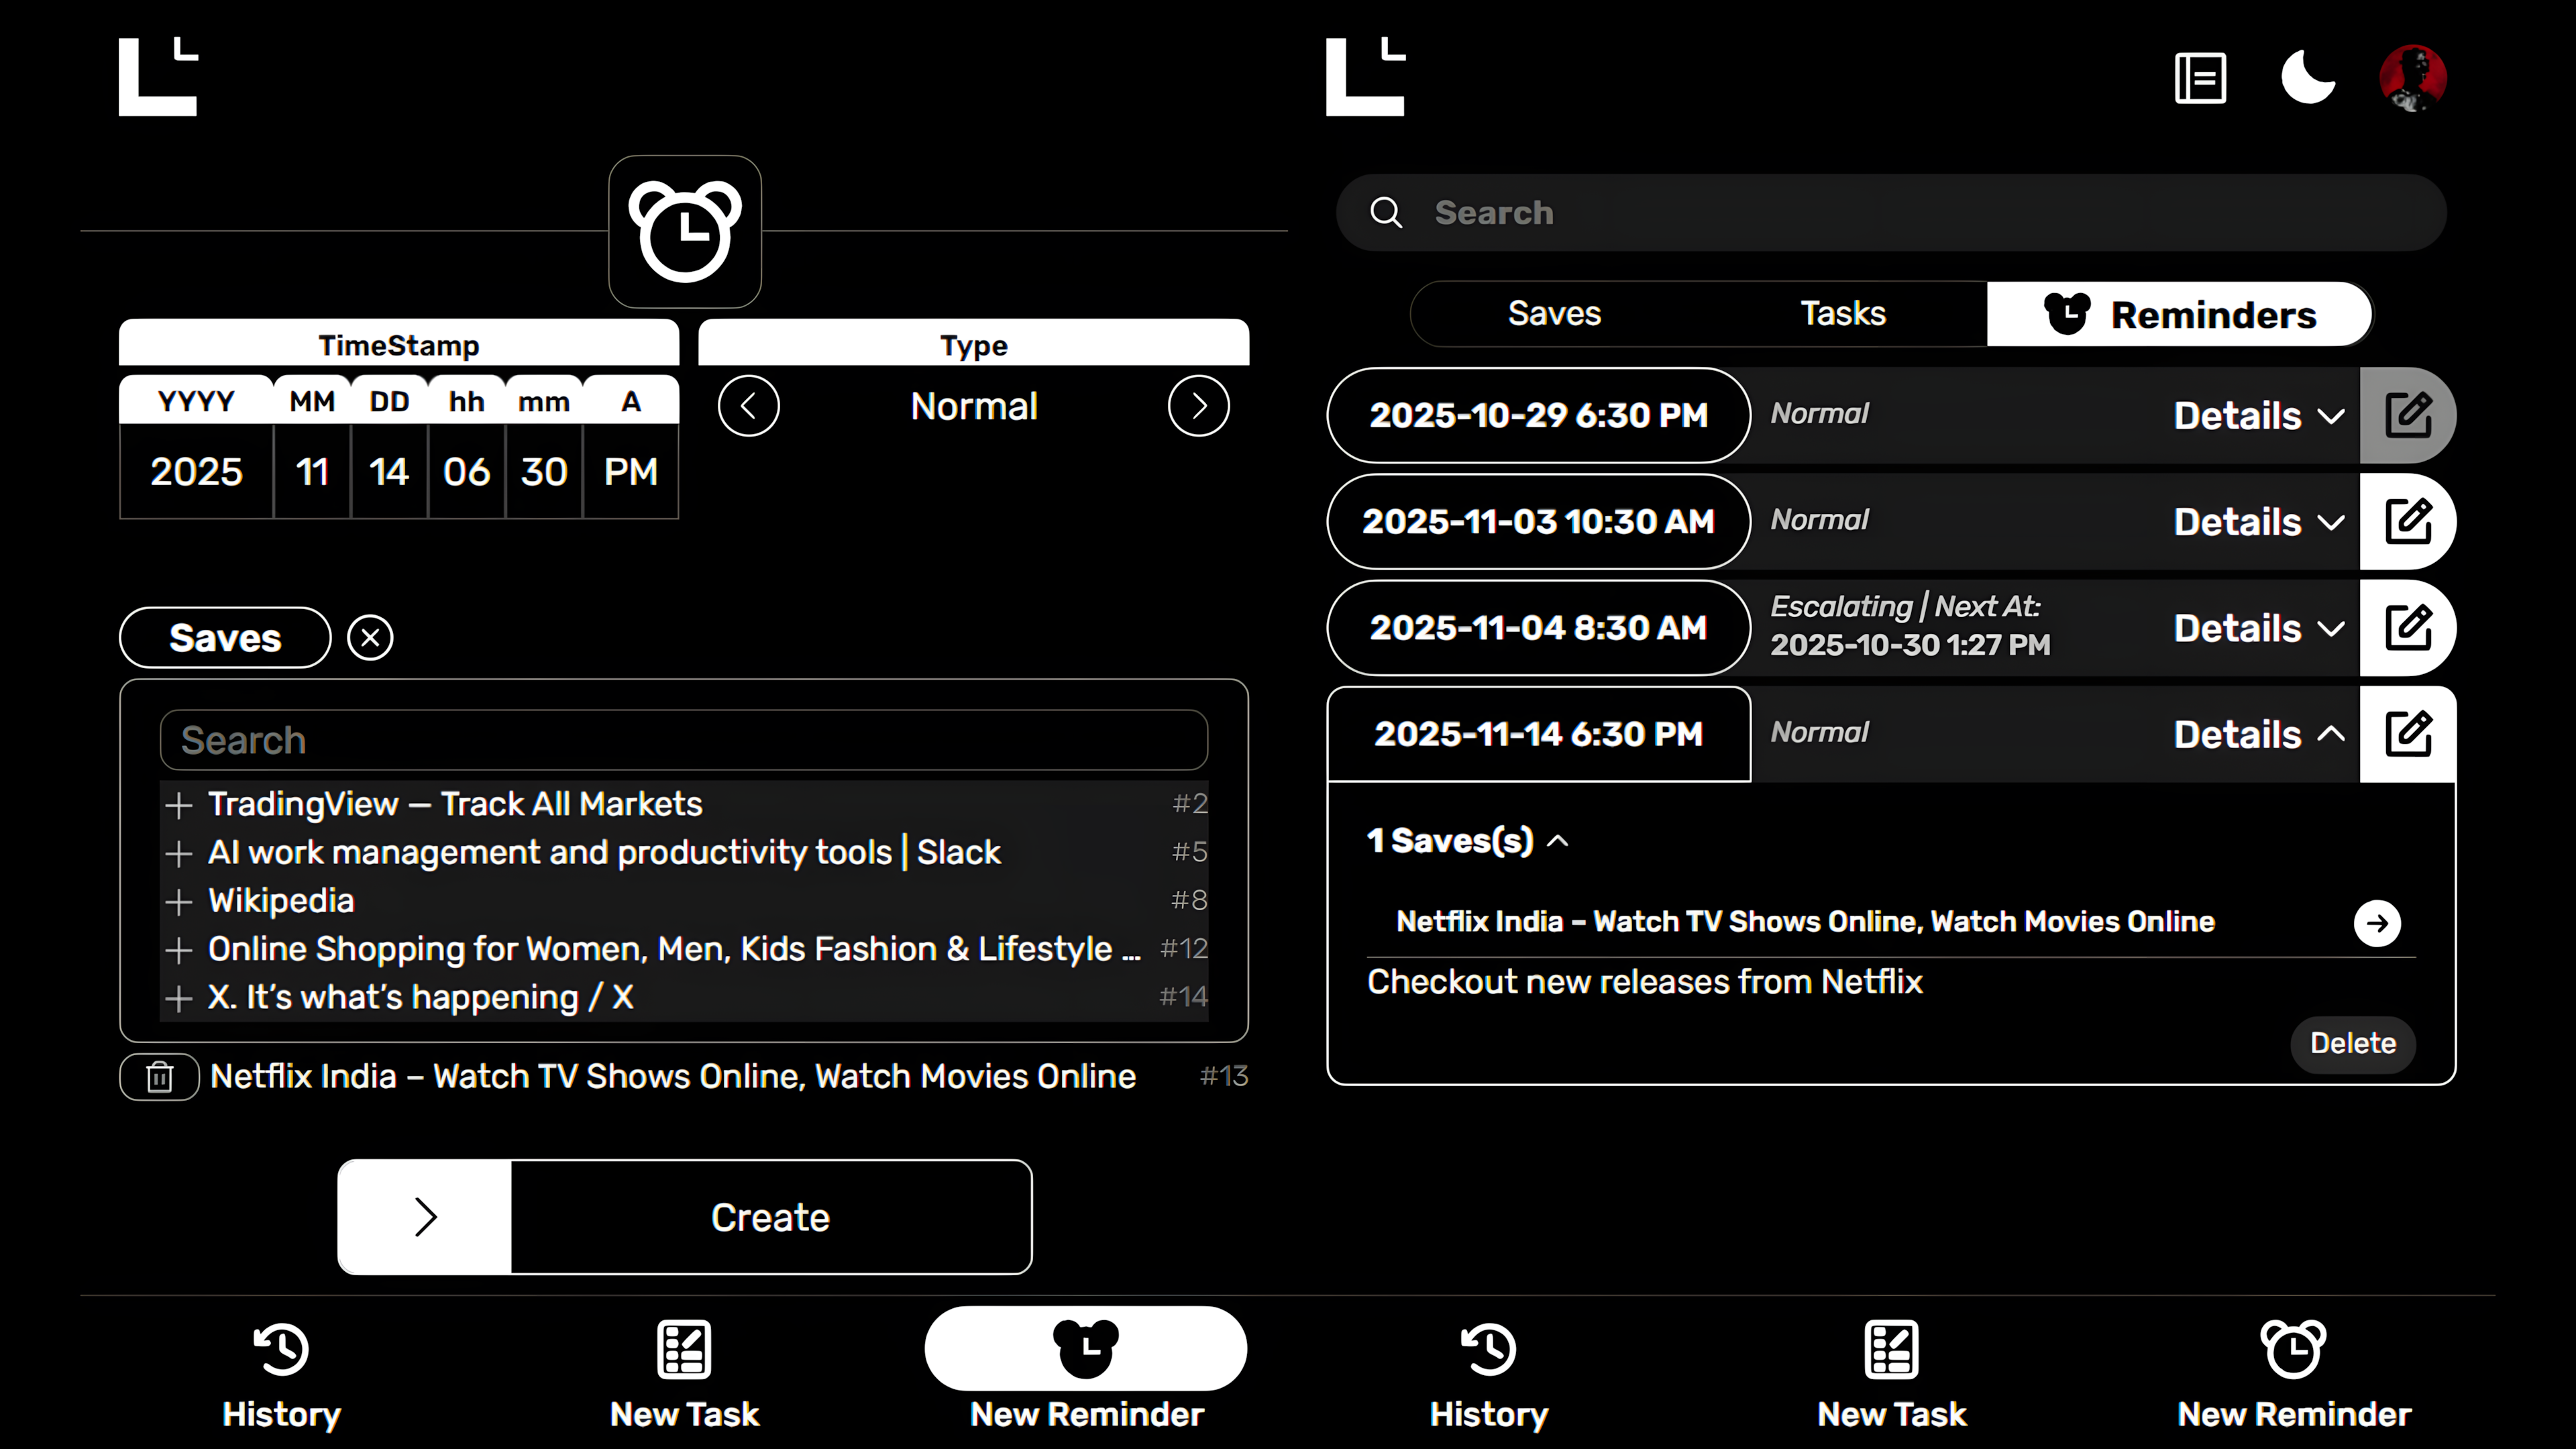 TimeStamp
Type
YYYY MM DD hh mm A
2025 11 14 06 30 PM
Normal
Saves
Search
TradingView — Track All Markets #2
AI work management and productivity tools | Slack #5
Wikipedia #8
Online Shopping for Women, Men, Kids Fashion & Lifestyle ... #12
X. It’s what’s happening / X #14
Netflix India – Watch TV Shows Online, Watch Movies Online #13
Create
History
New Task
New Reminder
Search
Saves
Tasks
Reminders
2025-10-29 6:30 PM Normal Details
2025-11-03 10:30 AM Normal Details
2025-11-04 8:30 AM Escalating | Next At: Details
2025-10-30 1:27 PM
2025-11-14 6:30 PM Normal Details
1 Saves(s)
Netflix India – Watch TV Shows Online, Watch Movies Online
Checkout new releases from Netflix
Delete
History
New Task
New Reminder